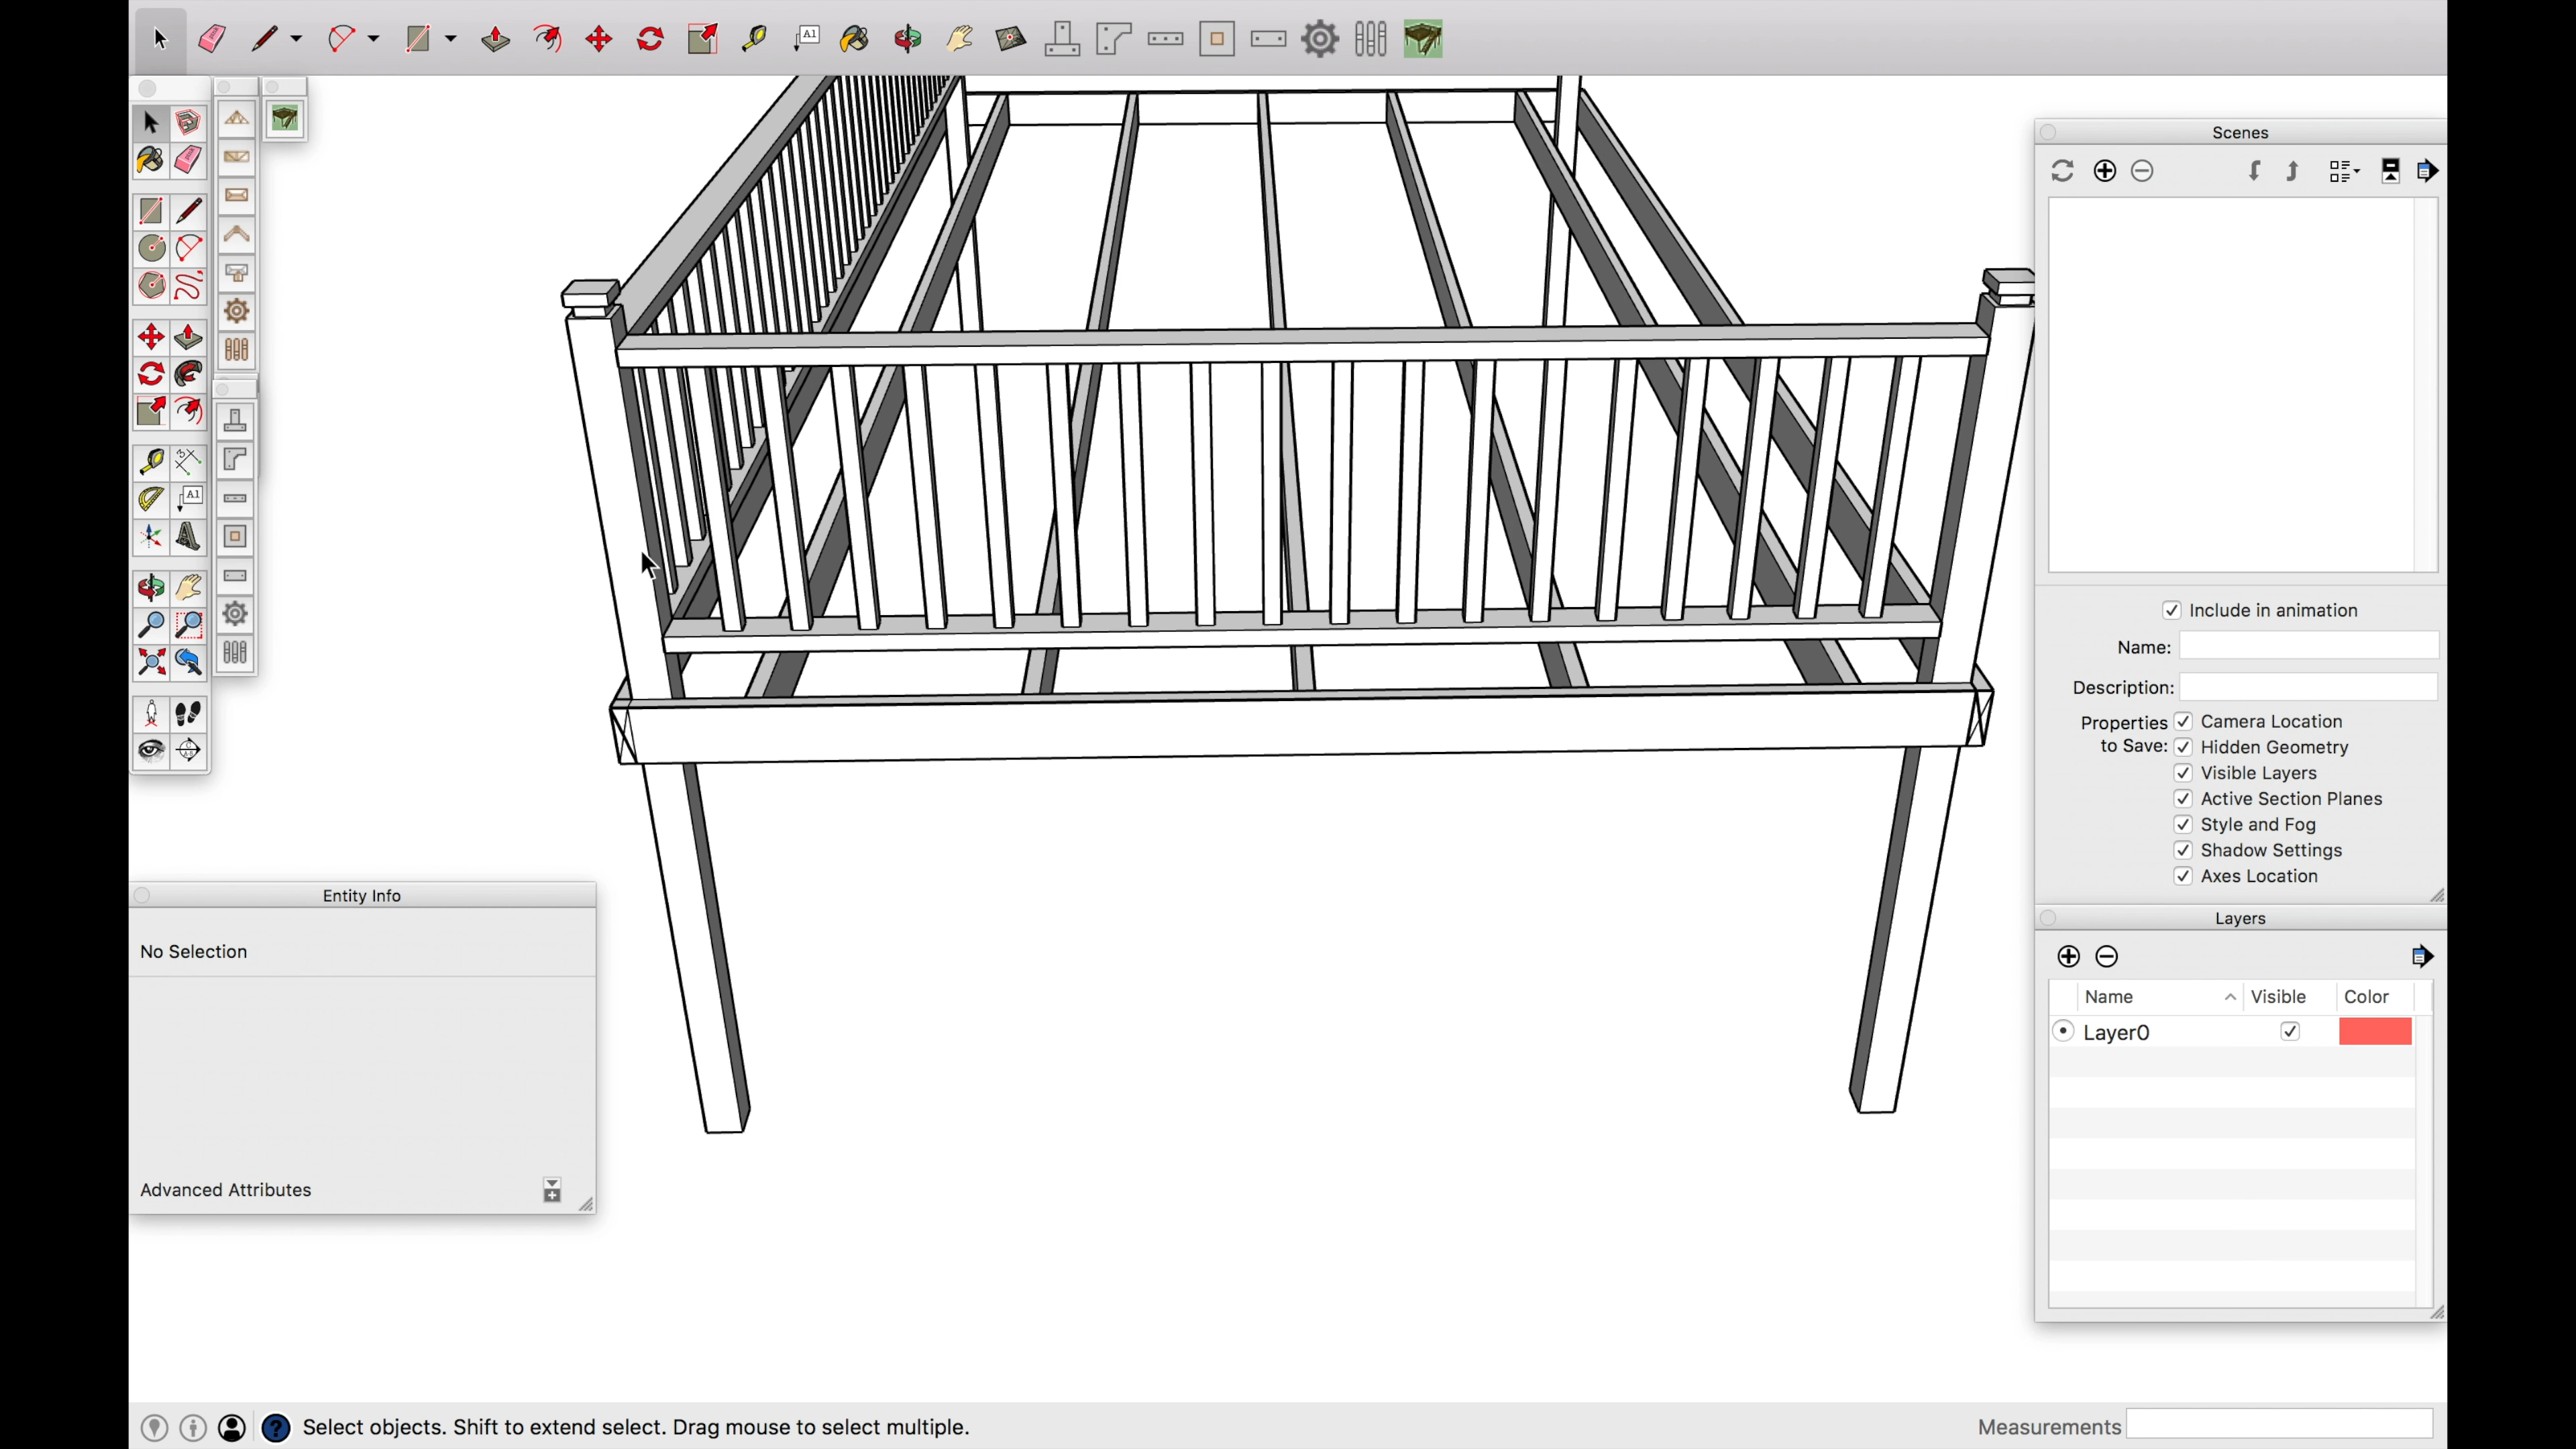 A1
Scenes
A1
Include in animation
Name:
Description:
Properties to Save:
Camera Location
Hidden Geometry
Visible Layers
Active Section Planes
Style and Fog
Shadow Settings
Axes Location
Entity Info
No Selection
Advanced Attributes
Layers
Name Visible Color
Layer0
Select objects. Shift to extend select. Drag mouse to select multiple.
Measurements